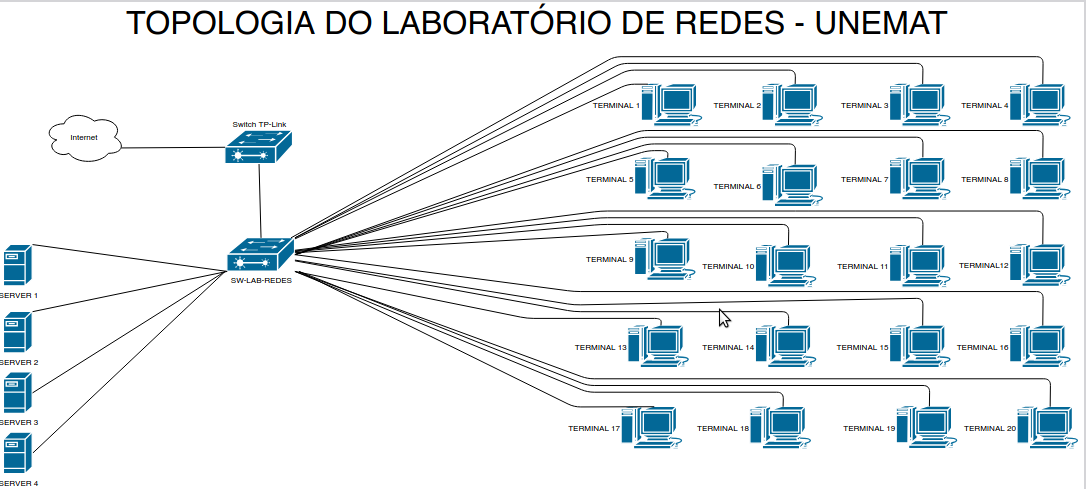 TOPOLOGIA DO LABORATÓRIO DE REDES - UNEMAT
Internet
Switch TP-Link
SW-LAB-REDES
SERVER 1
SERVER 2
SERVER 3
SERVER 4
TERMINAL 1
TERMINAL 2
TERMINAL 3
TERMINAL 4
TERMINAL 5
TERMINAL 6
TERMINAL 7
TERMINAL 8
TERMINAL 9
TERMINAL 10
TERMINAL 11
TERMINAL12
TERMINAL 13
TERMINAL 14
TERMINAL 15
TERMINAL 16
TERMINAL 17
TERMINAL 18
TERMINAL 19
TERMINAL 20